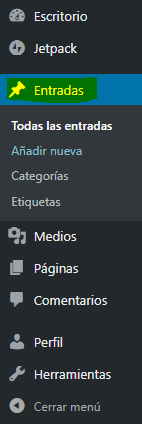 Escritorio
Jetpack
Entradas
Todas las entradas
Añadir nueva
Categorías
Etiquetas
Medios
Páginas
Comentarios
Perfil
Herramientas
Cerrar menú